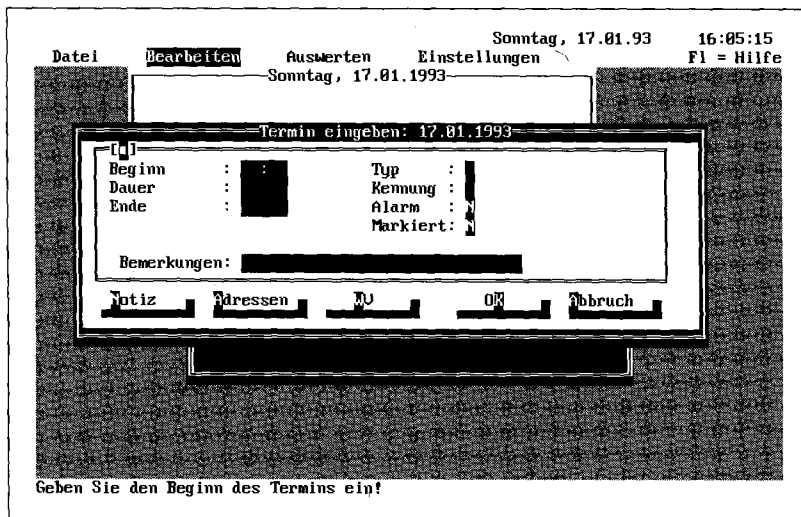 Sonntag, 17.01.93 16:05:15
Datei Bearbeiten Auswerten Einstellungen F1 = Hilfe
Sonntag, 17.01.1993
Termin eingeben: 17.01.1993
Beginn : : Typ :
Dauer : Kennung :
Ende : Alarm : N
Markiert: N
Bemerkungen:
Notiz Adressen WV OK Abbruch
Geben Sie den Beginn des Termins ein!